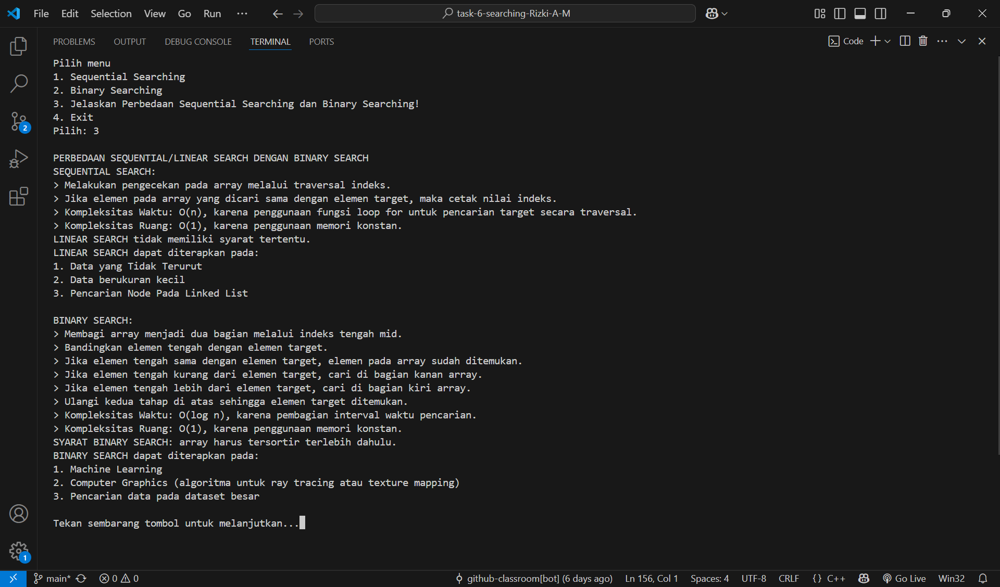 File Edit Selection View Go Run ···
task-6-searching-Rizki-A-M
PROBLEMS OUTPUT DEBUG CONSOLE TERMINAL PORTS
Code
Pilih menu
1. Sequential Searching
2. Binary Searching
3. Jelaskan Perbedaan Sequential Searching dan Binary Searching!
4. Exit
Pilih: 3
PERBEDAAN SEQUENTIAL/LINEAR SEARCH DENGAN BINARY SEARCH
SEQUENTIAL SEARCH:
> Melakukan pengecekan pada array melalui traversal indeks.
> Jika elemen pada array yang dicari sama dengan elemen target, maka cetak nilai indeks.
> Kompleksitas Waktu: O(n), karena penggunaan fungsi loop for untuk pencarian target secara traversal.
> Kompleksitas Ruang: O(1), karena penggunaan memori konstan.
LINEAR SEARCH tidak memiliki syarat tertentu.
LINEAR SEARCH dapat diterapkan pada:
1. Data yang Tidak Terurut
2. Data berukuran kecil
3. Pencarian Node Pada Linked List
BINARY SEARCH:
> Membagi array menjadi dua bagian melalui indeks tengah mid.
> Bandingkan elemen tengah dengan elemen target.
> Jika elemen tengah sama dengan elemen target, elemen pada array sudah ditemukan.
> Jika elemen tengah kurang dari elemen target, cari di bagian kanan array.
> Jika elemen tengah lebih dari elemen target, cari di bagian kiri array.
> Ulangi kedua tahap di atas sehingga elemen target ditemukan.
> Kompleksitas Waktu: O(log n), karena pembagian interval waktu pencarian.
> Kompleksitas Ruang: O(1), karena penggunaan memori konstan.
SYARAT BINARY SEARCH: array harus tersortir terlebih dahulu.
BINARY SEARCH dapat diterapkan pada:
1. Machine Learning
2. Computer Graphics (algoritma untuk ray tracing atau texture mapping)
3. Pencarian data pada dataset besar
Tekan sembarang tombol untuk melanjutkan...
2
1
main* 0 0 github-classroom[bot] (6 days ago) Ln 156, Col 1 Spaces: 4 UTF-8 CRLF {} C++ Go Live Win32